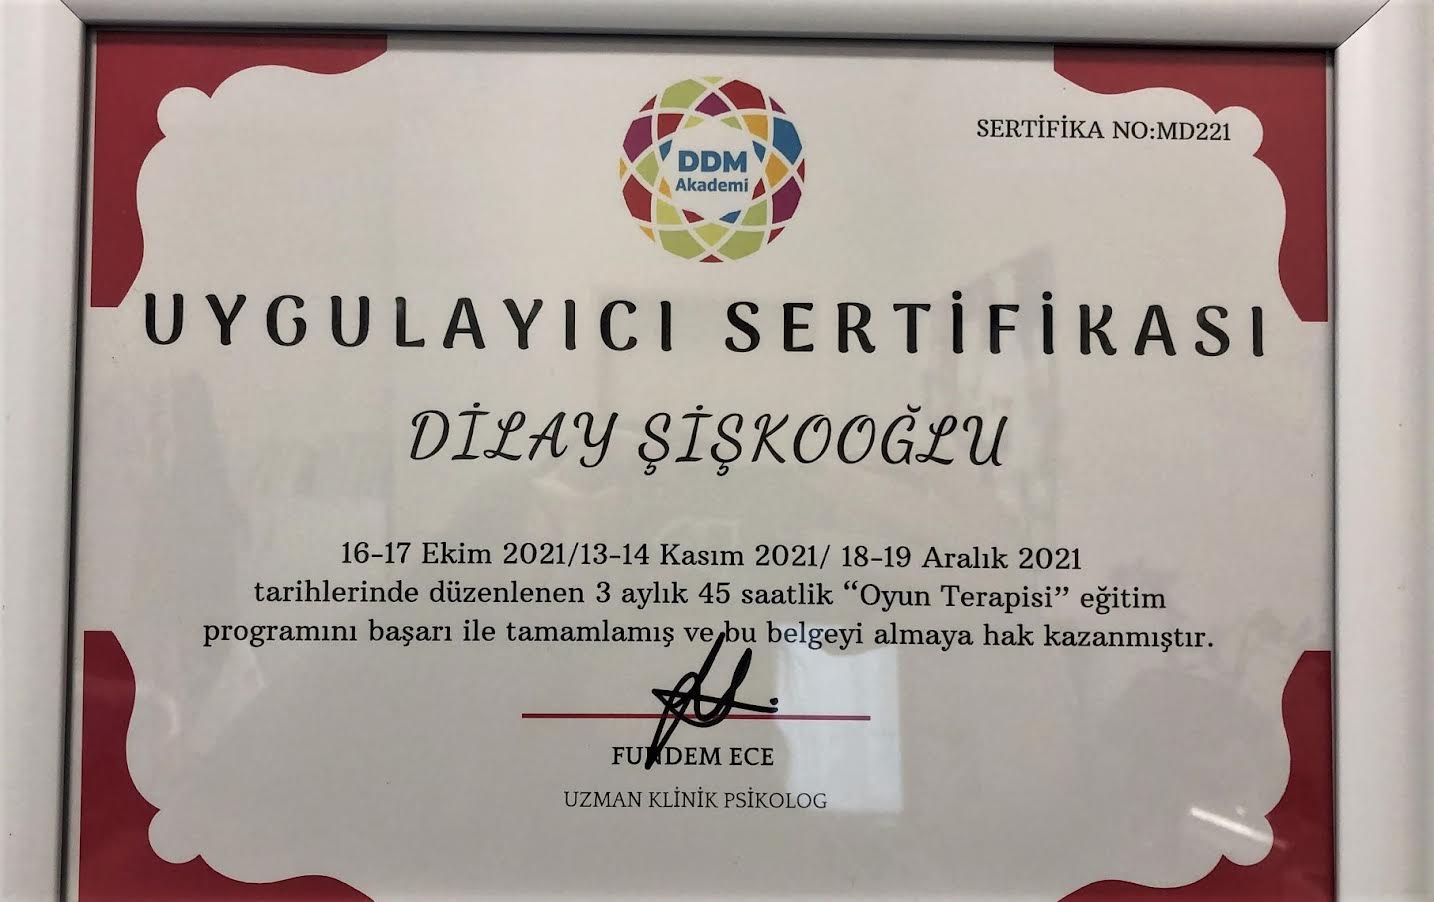 DDM
Akademi
SERTİFİKA NO:MD221
UYGULAYICI SERTİFİKASI
DİLAY ŞİŞKOOĞLU
16-17 Ekim 2021/13-14 Kasım 2021/ 18-19 Aralık 2021
tarihlerinde düzenlenen 3 aylık 45 saatlik “Oyun Terapisi” eğitim
programını başarı ile tamamlamış ve bu belgeyi almaya hak kazanmıştır.
FUNDEM ECE
UZMAN KLİNİK PSİKOLOG